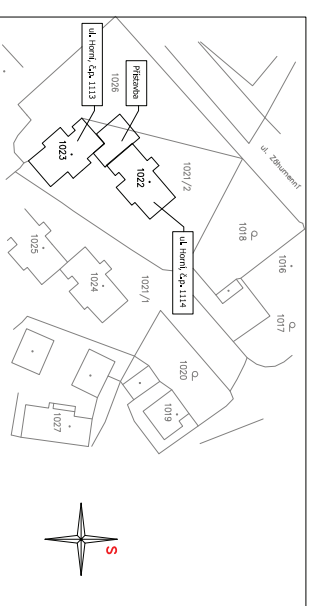 ul. Horní, č.p. 1113
Přístavba
ul. Horní, č.p. 1114
ul. Záhumenní
1026
1023
1022
1021/2
1018
1016
1017
1025
1024
1021/1
1020
1019
1027
S